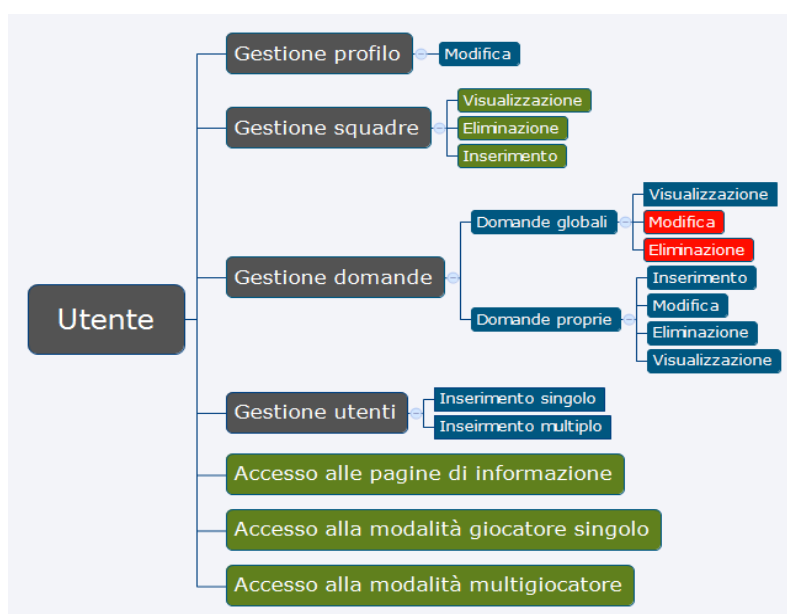 Utente
Gestione profilo
Modifica
Gestione squadre
Visualizzazione
Eliminazione
Inserimento
Gestione domande
Domande globali
Visualizzazione
Modifica
Eliminazione
Domande proprie
Inserimento
Modifica
Eliminazione
Visualizzazione
Gestione utenti
Inserimento singolo
Inseirmento multiplo
Accesso alle pagine di informazione
Accesso alla modalità giocatore singolo
Accesso alla modalità multigiocatore